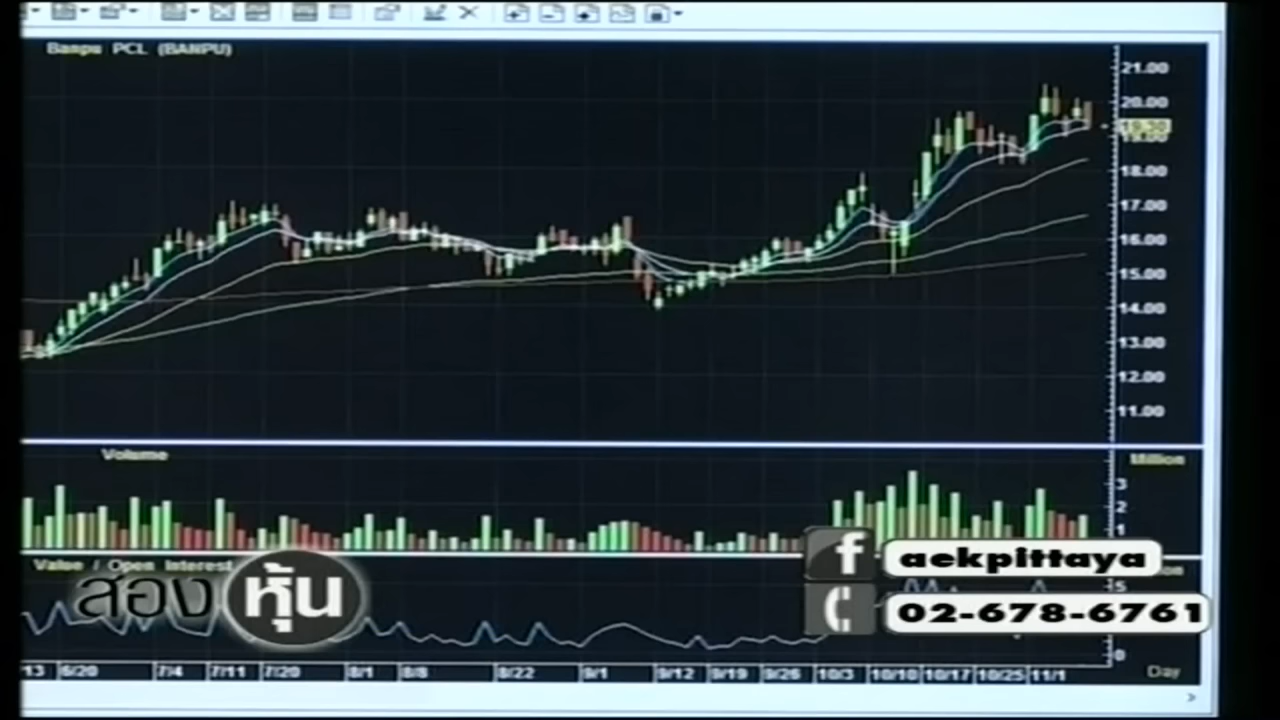 Banpu PCL (BANPU)
21.00
20.00
19.00
18.00
17.00
16.00
15.00
14.00
13.00
12.00
11.00
Volume
Million
3
2
1
Value / Open Interest
สองหุ้น
f aekpittaya
02-678-6761
5
0
13 6/20 7/4 7/11 7/20 8/1 8/8 8/22 9/1 9/12 9/19 9/26 10/3 10/10 10/17 10/25 11/1 Day